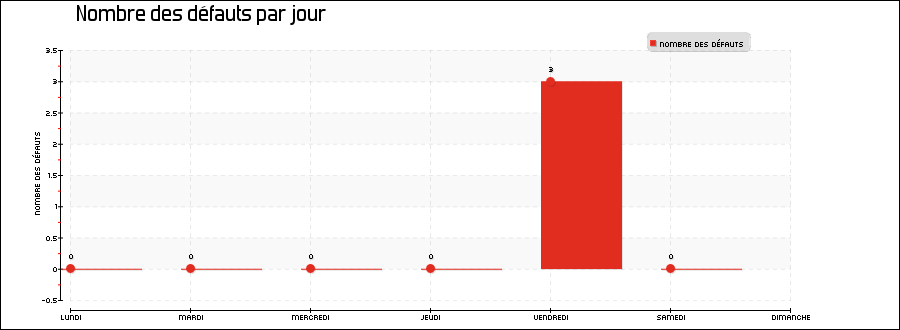 Nombre des défauts par jour
NOMBRE DES DÉFAUTS
3.5
3
3
2.5
2
NOMBRE DES DÉFAUTS
1.5
1
0.5
0 0 0 0 0
0
-0.5
LUNDI MARDI MERCREDI JEUDI VENDREDI SAMEDI DIMANCHE